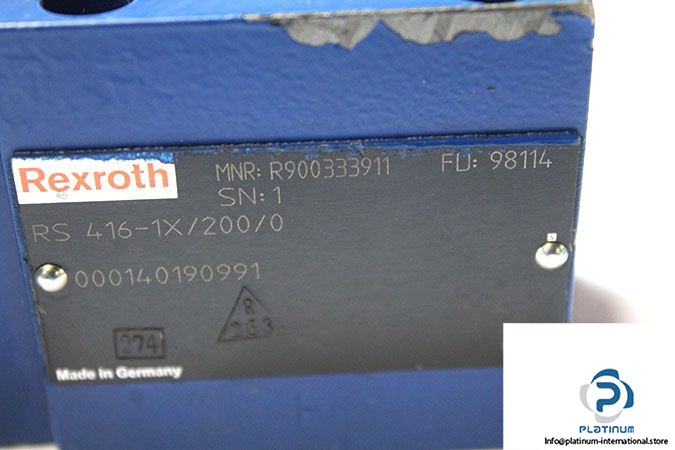 Rexroth
MNR: R900333911 FD: 98114
SN: 1
RS 416-1X/200/0
000140190991
R
263
274
Made in Germany
PLATINUM
info@platinum-international.store